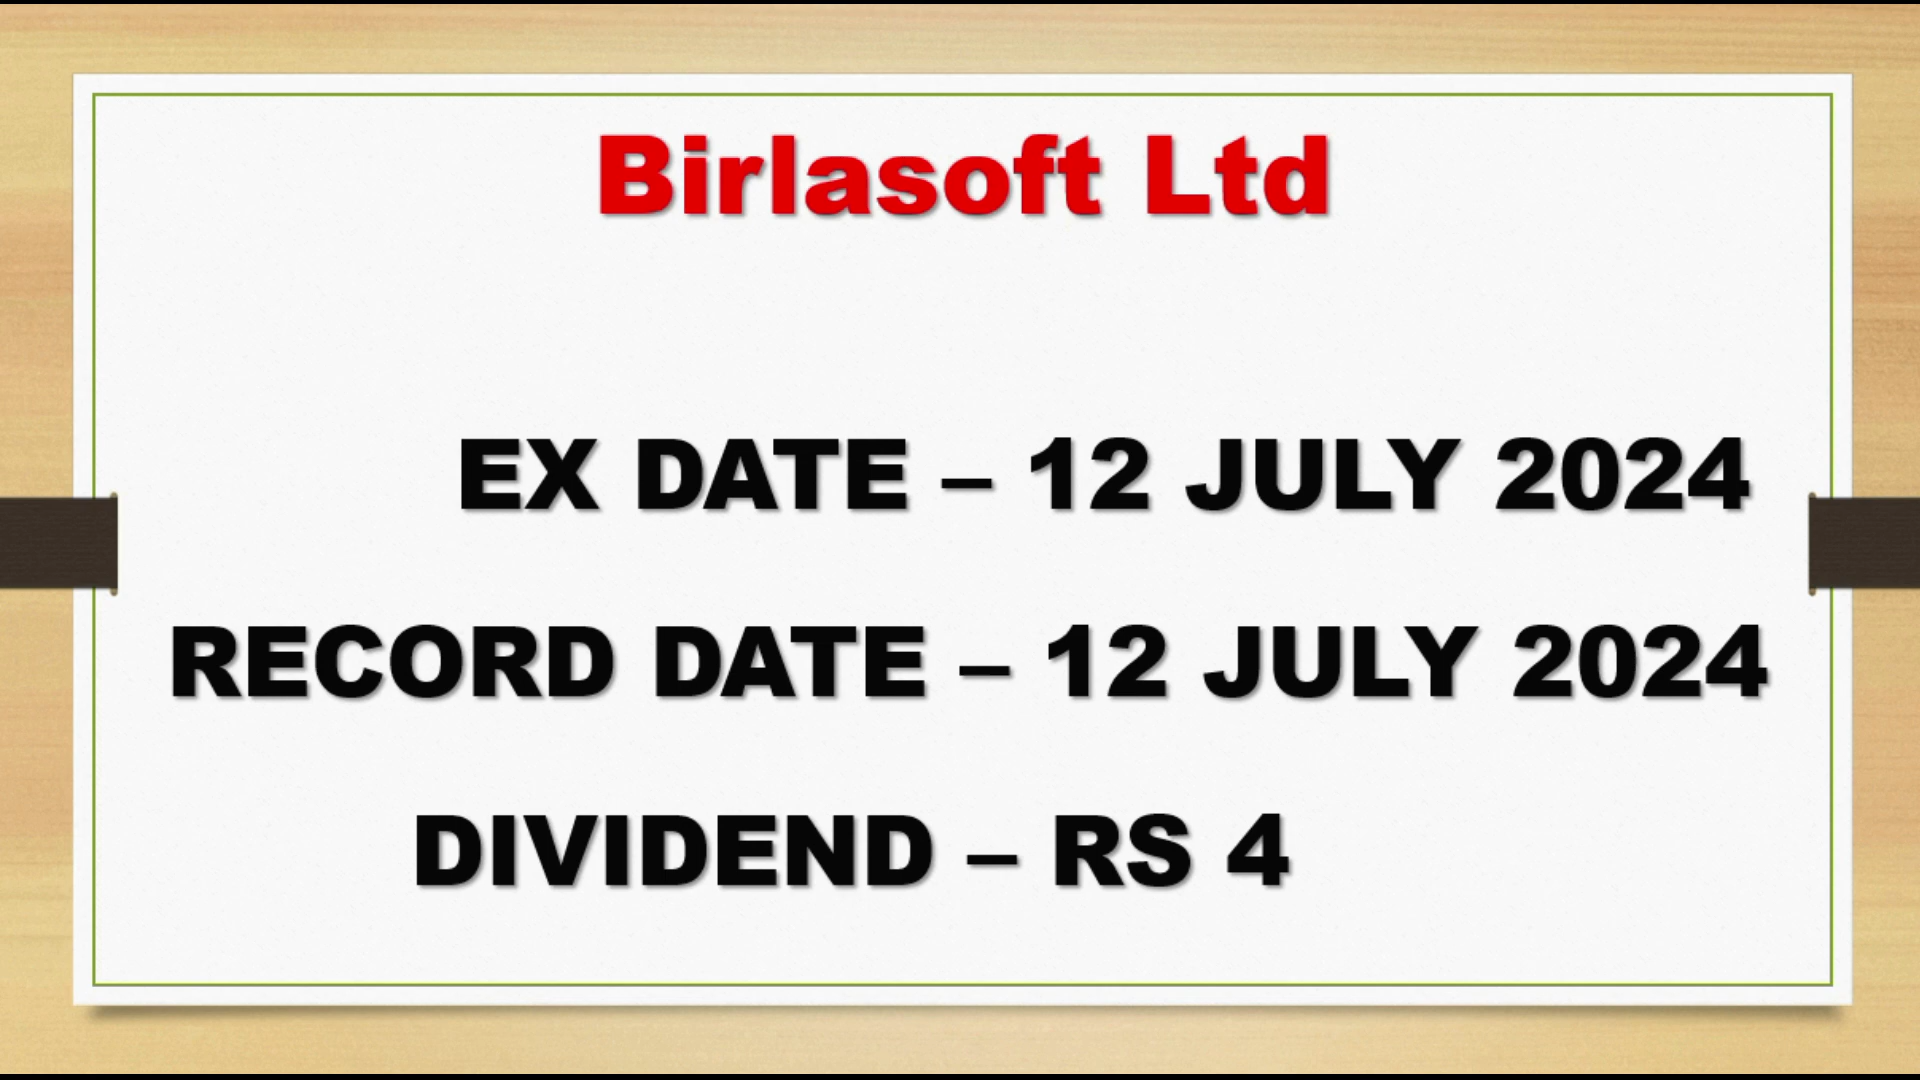 Birlasoft Ltd
EX DATE – 12 JULY 2024
RECORD DATE – 12 JULY 2024
DIVIDEND – RS 4